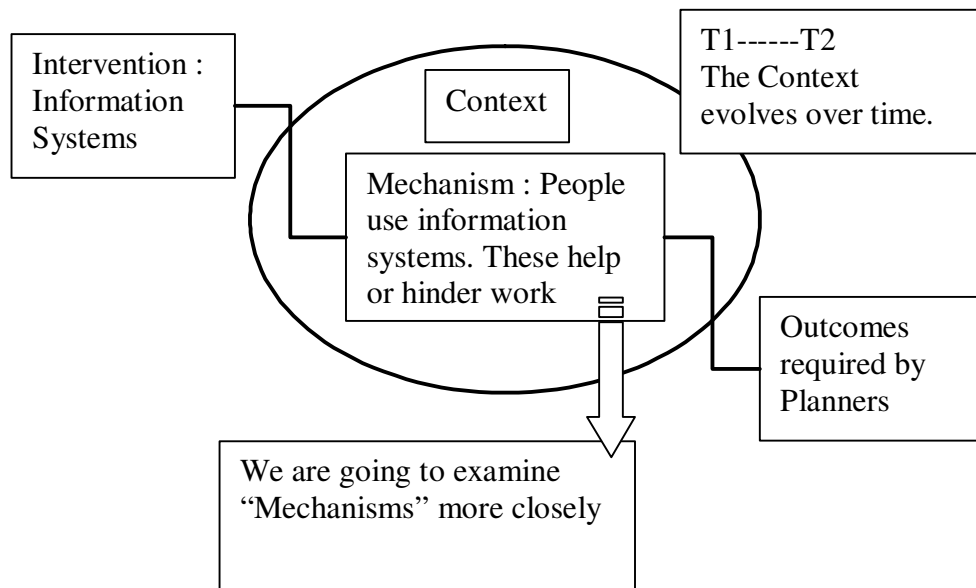 Intervention :
Information
Systems
Context
T1------T2
The Context
evolves over time.
Mechanism : People
use information
systems. These help
or hinder work
Outcomes
required by
Planners
We are going to examine
“Mechanisms” more closely